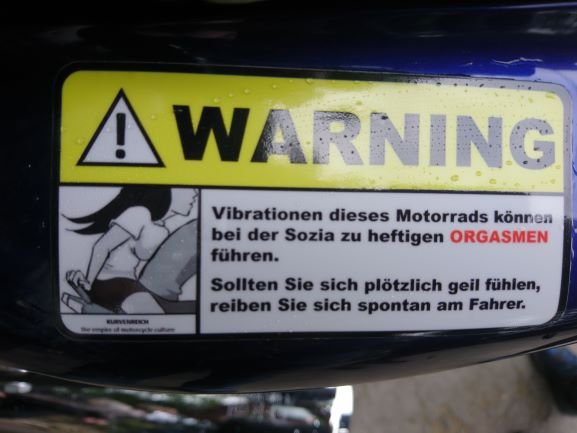 WARNING
Vibrationen dieses Motorrads können
bei der Sozia zu heftigen ORGASMEN
führen.
Sollten Sie sich plötzlich geil fühlen,
reiben Sie sich spontan am Fahrer.
KURVENREICH
the empire of motorcycle culture